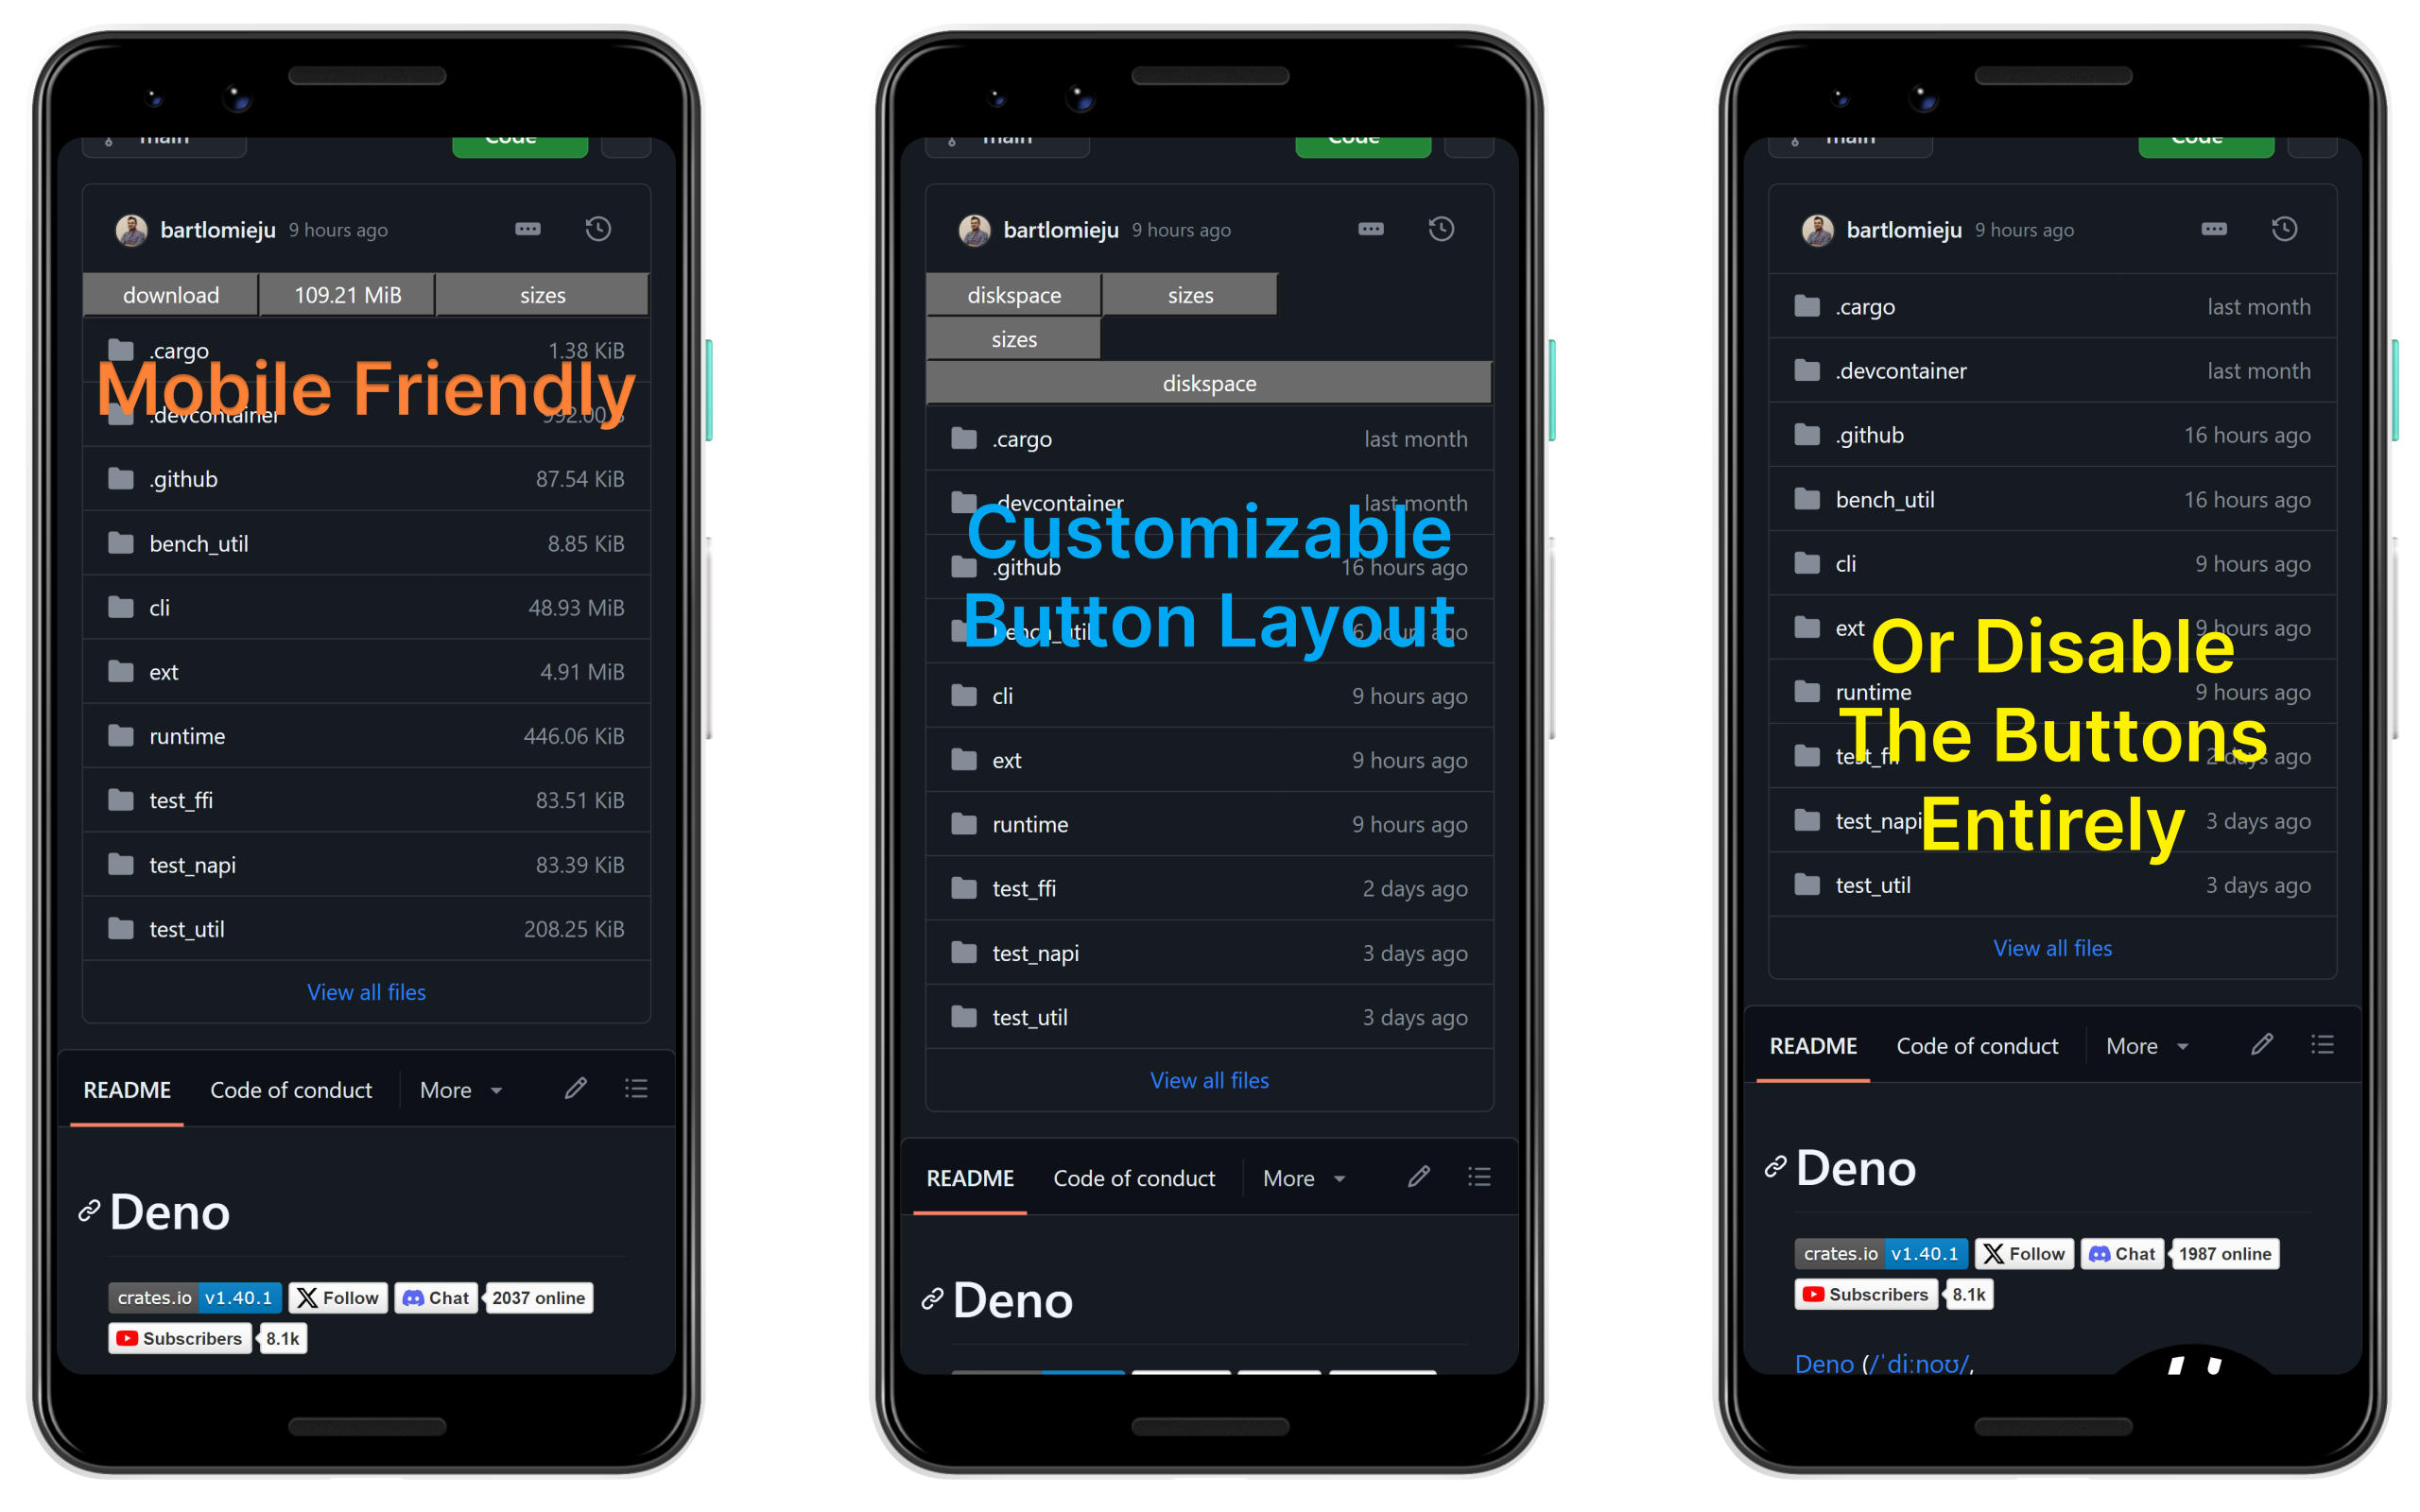 main Code
bartlomieju 9 hours ago
download 109.21 MiB sizes
.cargo 1.38 KiB
Mobile Friendly
.devcontainer 992.00 B
.github 87.54 KiB
bench_util 8.85 KiB
cli 48.93 MiB
ext 4.91 MiB
runtime 446.06 KiB
test_ffi 83.51 KiB
test_napi 83.39 KiB
test_util 208.25 KiB
View all files
README Code of conduct More
Deno
crates.io v1.40.1 X Follow Chat 2037 online
Subscribers 8.1k
main Code
bartlomieju 9 hours ago
diskspace sizes
sizes
diskspace
.cargo last month
.devcontainer last month
Customizable
.github 16 hours ago
Button Layout
bench_util 16 hours ago
cli 9 hours ago
ext 9 hours ago
runtime 9 hours ago
test_ffi 2 days ago
test_napi 3 days ago
test_util 3 days ago
View all files
README Code of conduct More
Deno
main Code
bartlomieju 9 hours ago
.cargo last month
.devcontainer last month
.github 16 hours ago
bench_util 16 hours ago
cli 9 hours ago
ext 9 hours ago
Or Disable
runtime 9 hours ago
The Buttons
test_ffi 2 days ago
test_napi 3 days ago
Entirely
test_util 3 days ago
View all files
README Code of conduct More
Deno
crates.io v1.40.1 X Follow Chat 1987 online
Subscribers 8.1k
Deno (/ˈdiːnoʊ/,